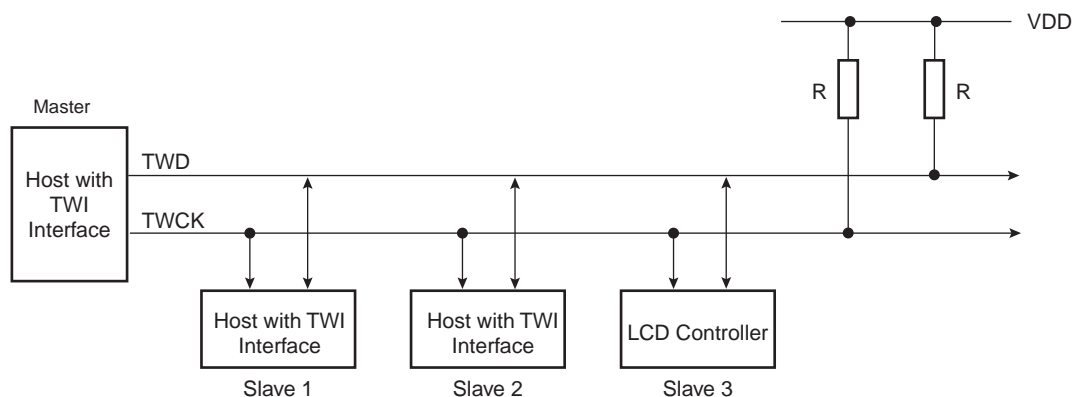 VDD
R
R
Master
Host with
TWI
Interface
TWD
TWCK
Host with TWI
Interface
Host with TWI
Interface
LCD Controller
Slave 1
Slave 2
Slave 3